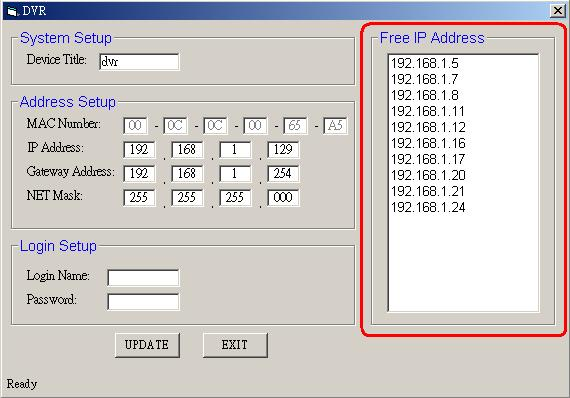 DVR
System Setup
Device Title: dvr
Address Setup
MAC Number: 00 - 0C - 0C - 00 - 65 - A5
IP Address: 192 . 168 . 1 . 129
Gateway Address: 192 . 168 . 1 . 254
NET Mask: 255 . 255 . 255 . 000
Login Setup
Login Name:
Password:
UPDATE EXIT
Ready
Free IP Address
192.168.1.5
192.168.1.7
192.168.1.8
192.168.1.11
192.168.1.12
192.168.1.16
192.168.1.17
192.168.1.20
192.168.1.21
192.168.1.24